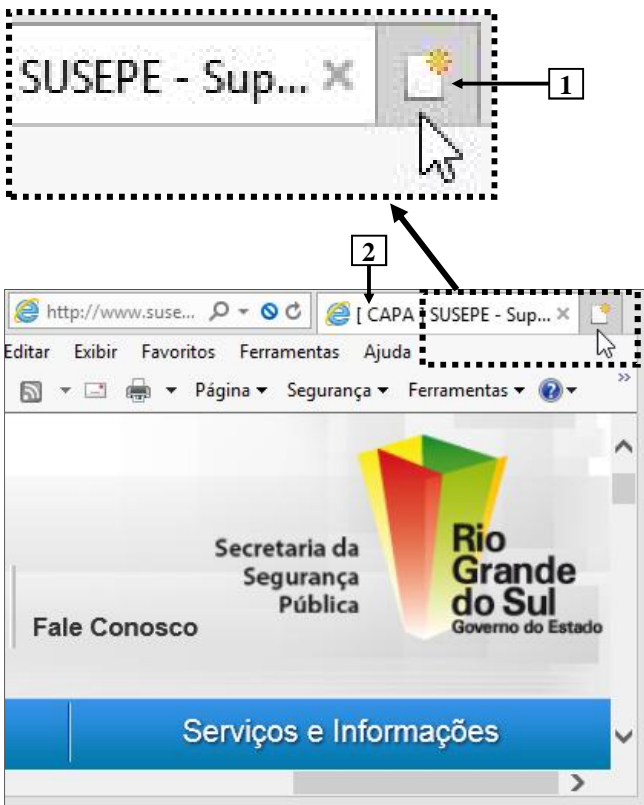 SUSEPE - Sup...
1
2
http://www.suse...
[ CAPA - SUSEPE - Sup...
Editar Exibir Favoritos Ferramentas Ajuda
Página Segurança Ferramentas
Secretaria da
Segurança
Pública
Rio
Grande
do Sul
Governo do Estado
Fale Conosco
Serviços e Informações